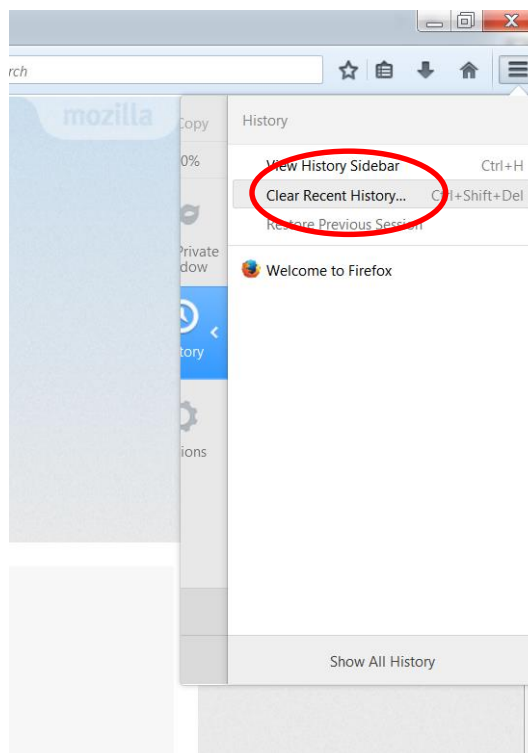 rch
mozilla
Copy
0%
Private
dow
tory
ions
History
View History Sidebar Ctrl+H
Clear Recent History... Ctrl+Shift+Del
Restore Previous Session
Welcome to Firefox
Show All History